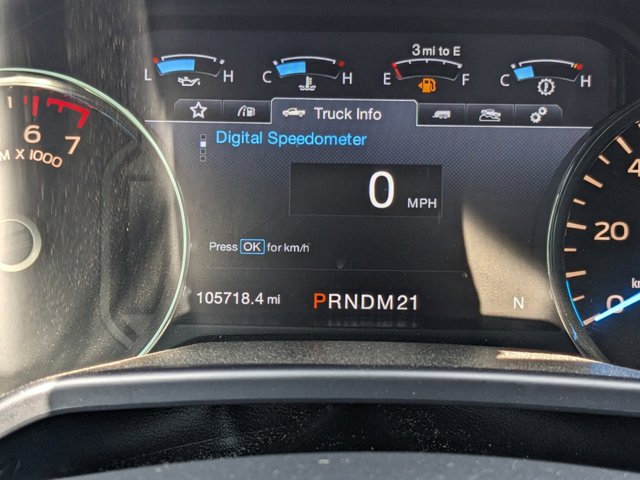 3 mi to E
L H
C H
E F
C H
Truck Info
Digital Speedometer
6 7
M X 1000
0 MPH
Press OK for km/h
20
0
105718.4 mi
PRNDM21
N